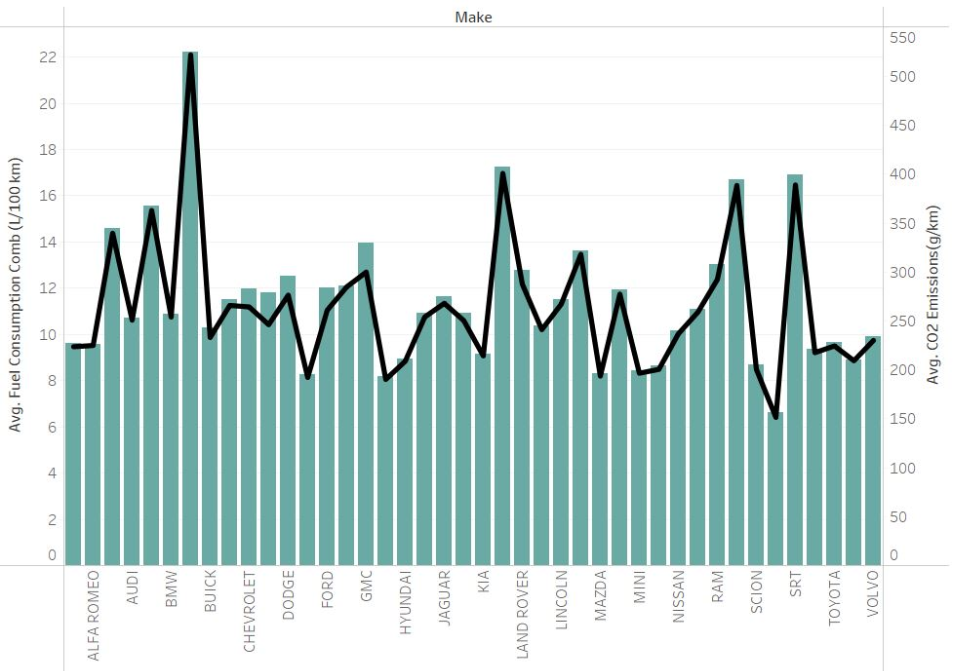 Make
Avg. Fuel Consumption Comb (L/100 km)
22
20
18
16
14
12
10
8
6
4
2
0
550
500
450
400
350
300
250
200
150
100
50
0
Avg. CO2 Emissions(g/km)
ALFA ROMEO
AUDI
BMW
BUICK
CHEVROLET
DODGE
FORD
GMC
HYUNDAI
JAGUAR
KIA
LAND ROVER
LINCOLN
MAZDA
MINI
NISSAN
RAM
SCION
SRT
TOYOTA
VOLVO